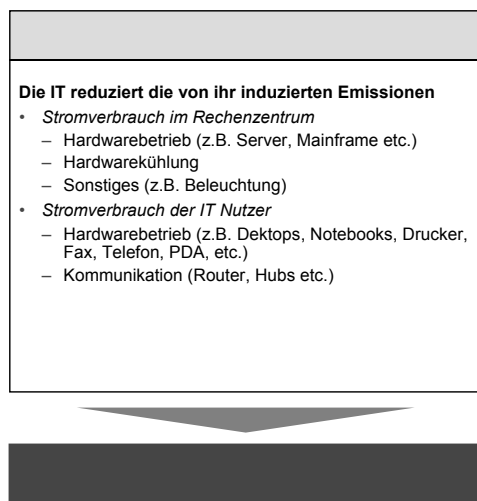 Die IT reduziert die von ihr induzierten Emissionen
• Stromverbrauch im Rechenzentrum
– Hardwarebetrieb (z.B. Server, Mainframe etc.)
– Hardwarekühlung
– Sonstiges (z.B. Beleuchtung)
• Stromverbrauch der IT Nutzer
– Hardwarebetrieb (z.B. Dektops, Notebooks, Drucker,
Fax, Telefon, PDA, etc.)
– Kommunikation (Router, Hubs etc.)